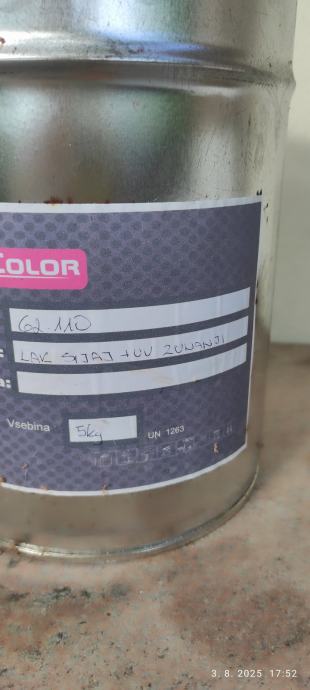 COLOR
62.110
LAK SIJAJ +UV ZUNANJI
a:
Vsebina 5kg UN 1263
3. 8. 2025 17:52